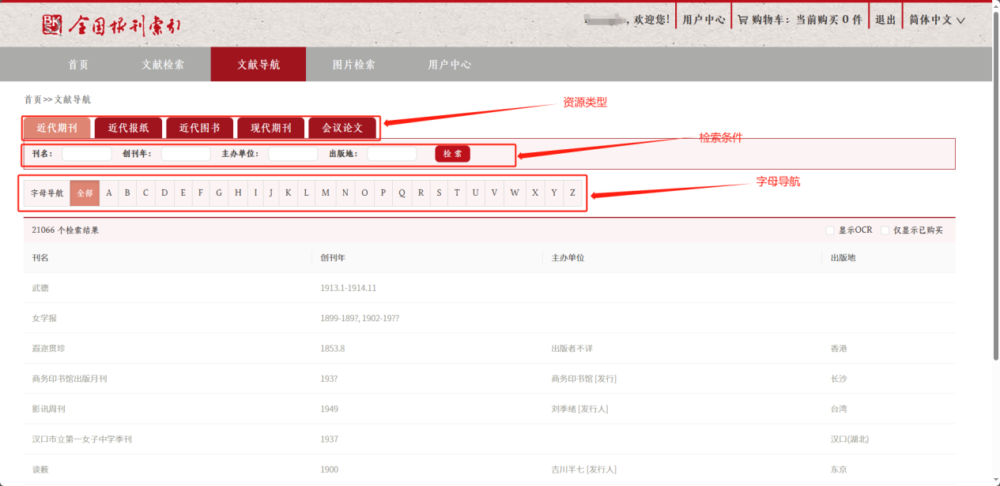 BK
SJ 全国报刊索引
, 欢迎您! 用户中心 购物车: 当前购买 0 件 退出 简体中文
首页 文献检索 文献导航 图片检索 用户中心
首页>>文献导航
资源类型
近代期刊 近代报纸 近代图书 现代期刊 会议论文
检索条件
刊名: 创刊年: 主办单位: 出版地: 检 索
字母导航
字母导航 全部 A B C D E F G H I J K L M N O P Q R S T U V W X Y Z
21066 个检索结果 显示OCR 仅显示已购买
刊名 创刊年 主办单位 出版地
武德 1913.1-1914.11
女学报 1899-189?, 1902-19??
遐迩贯珍 1853.8 出版者不详 香港
商务印书馆出版月刊 193? 商务印书馆 [发行] 长沙
影讯周刊 1949 刘季绪 [发行人] 台湾
汉口市立第一女子中学季刊 1937 汉口(湖北)
谈薮 1900 吉川半七 [发行人] 东京